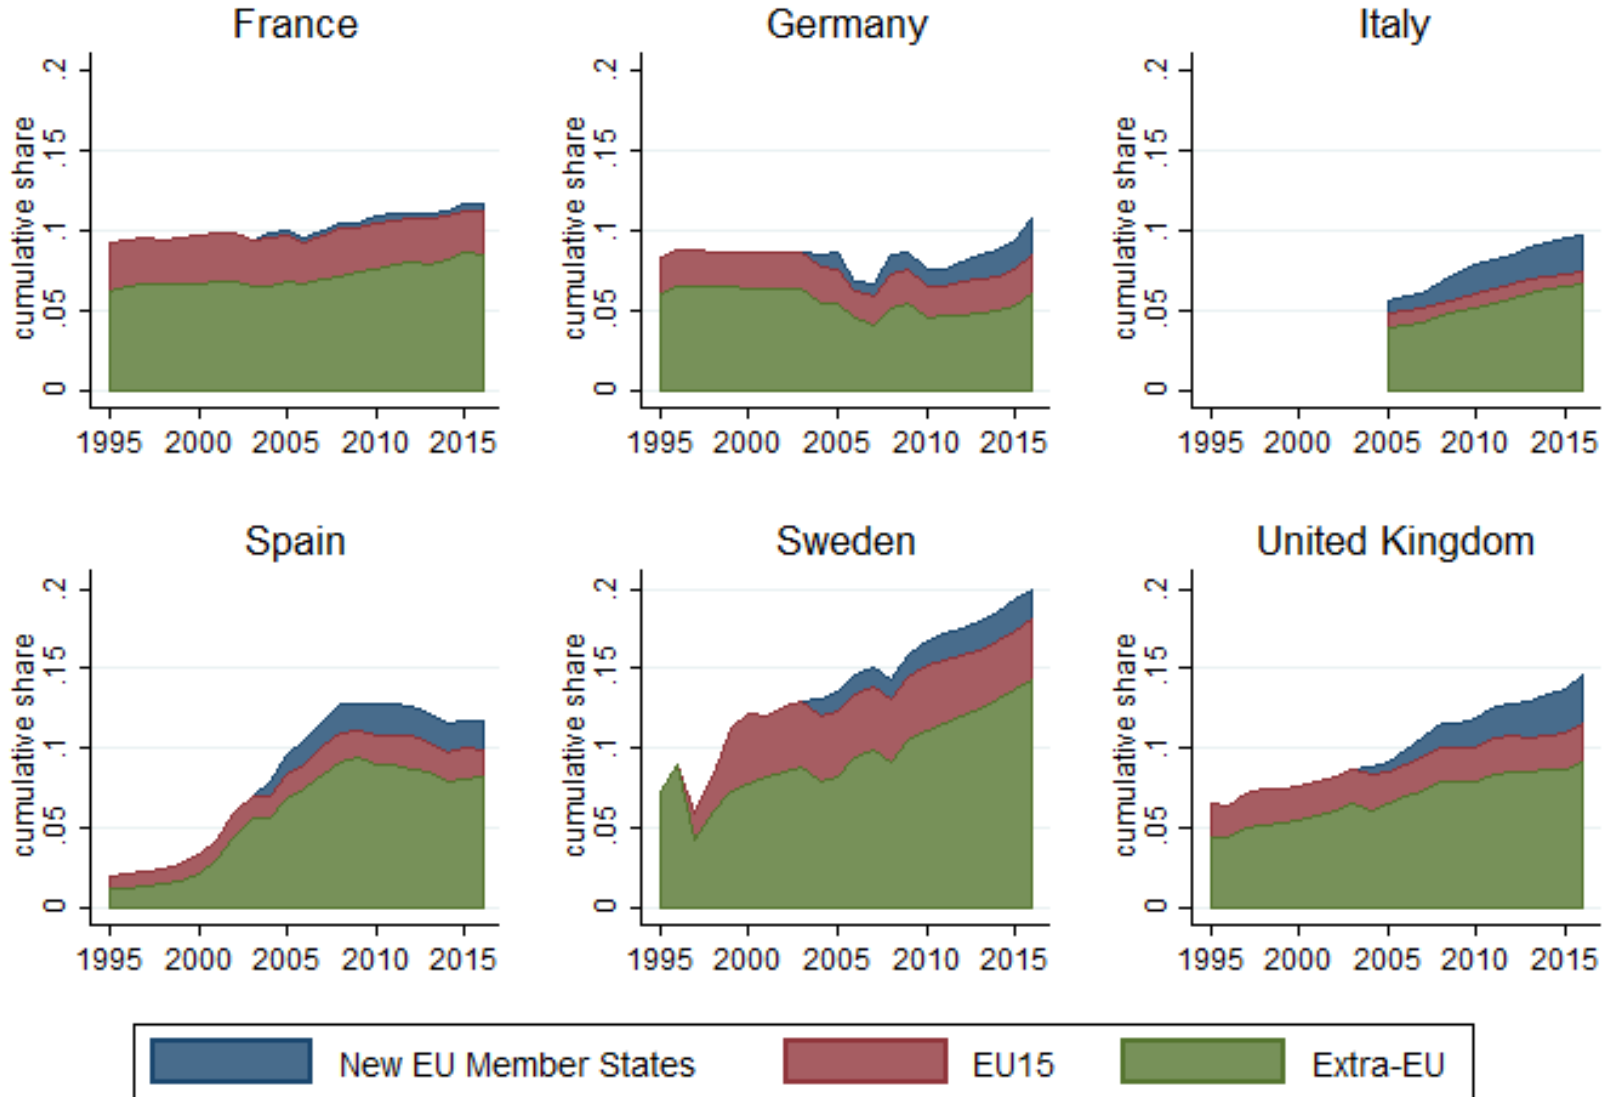 France Germany Italy
cumulative share
0 .05 .1 .15 .2
1995 2000 2005 2010 2015
cumulative share
0 .05 .1 .15 .2
1995 2000 2005 2010 2015
cumulative share
0 .05 .1 .15 .2
1995 2000 2005 2010 2015
Spain Sweden United Kingdom
cumulative share
0 .05 .1 .15 .2
1995 2000 2005 2010 2015
cumulative share
0 .05 .1 .15 .2
1995 2000 2005 2010 2015
cumulative share
0 .05 .1 .15 .2
1995 2000 2005 2010 2015
New EU Member States EU15 Extra-EU